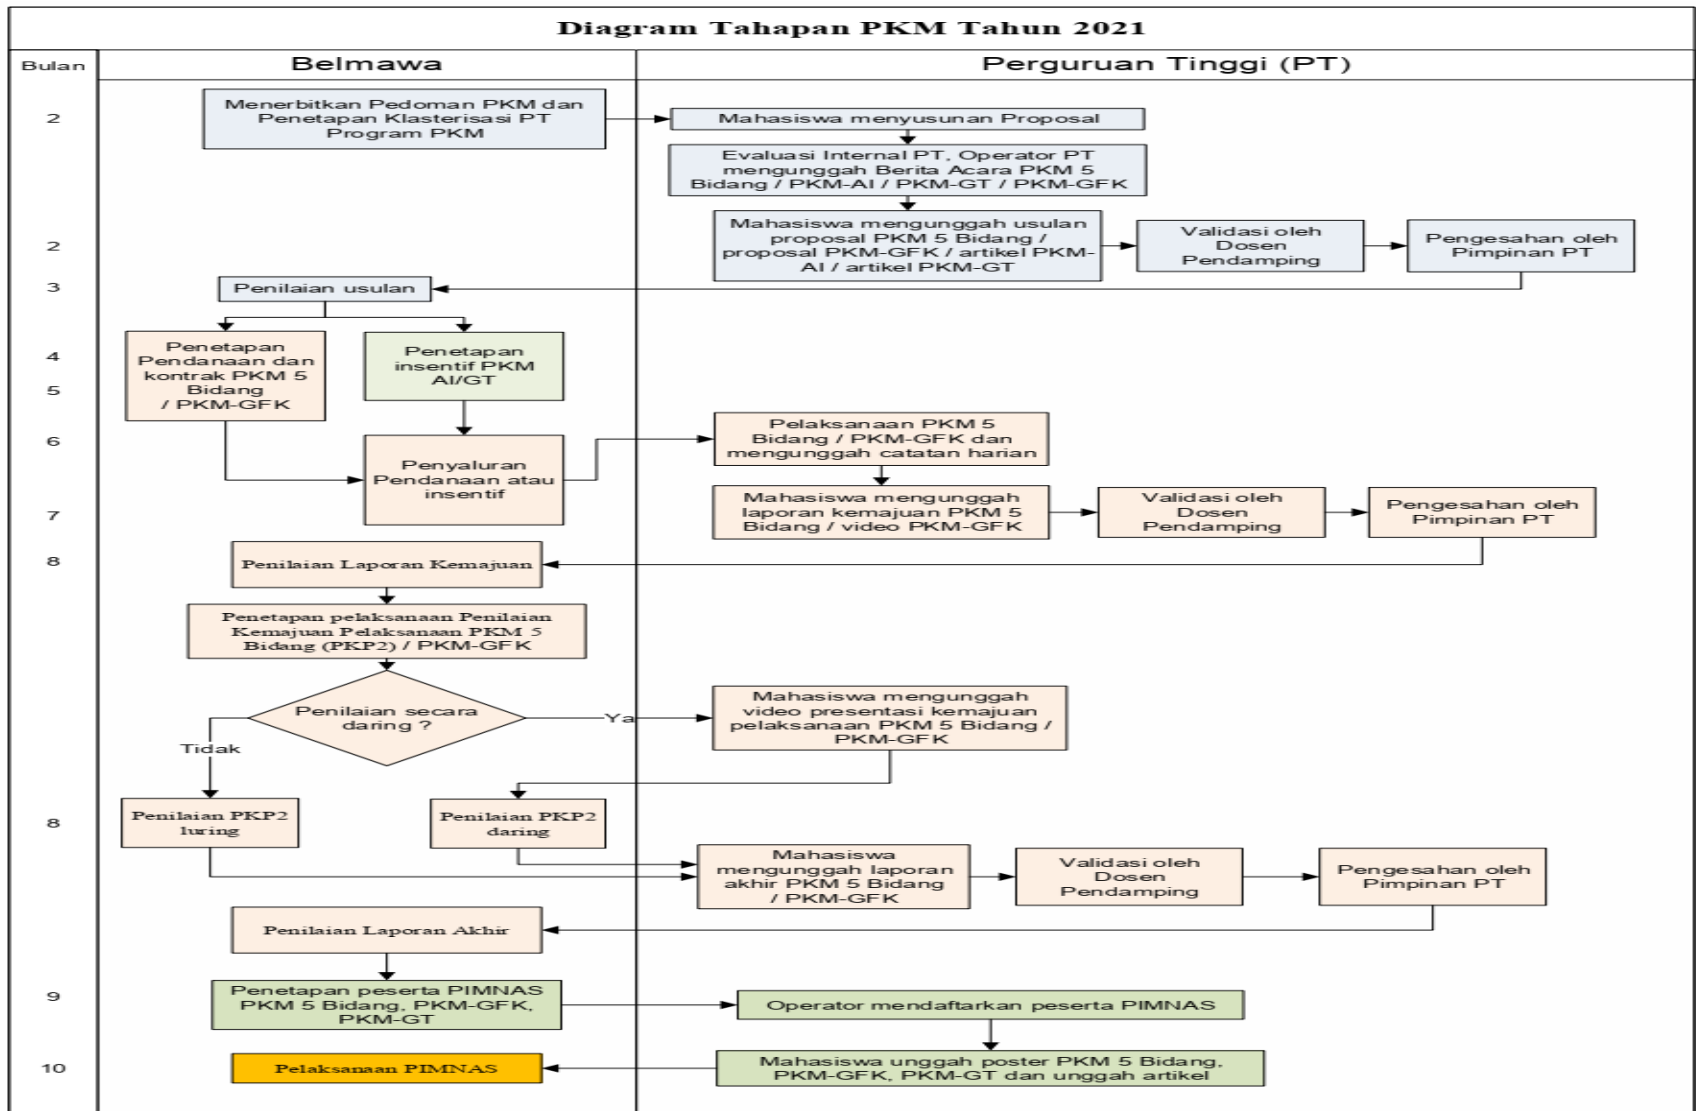 Diagram Tahapan PKM Tahun 2021
Bulan
Belmawa
Perguruan Tinggi (PT)
2
Menerbitkan Pedoman PKM dan
Penetapan Klasterisasi PT
Program PKM
Mahasiswa menyusunan Proposal
Evaluasi Internal PT, Operator PT
mengunggah Berita Acara PKM 5
Bidang / PKM-AI / PKM-GT / PKM-GFK
2
Mahasiswa mengunggah usulan
proposal PKM 5 Bidang /
proposal PKM-GFK / artikel PKM-
AI / artikel PKM-GT
Validasi oleh
Dosen
Pendamping
Pengesahan oleh
Pimpinan PT
3
Penilaian usulan
4
5
Penetapan
Pendanaan dan
kontrak PKM 5
Bidang
/ PKM-GFK
Penetapan
insentif PKM
AI/GT
6
Penyaluran
Pendanaan atau
insentif
Pelaksanaan PKM 5
Bidang / PKM-GFK dan
mengunggah catatan harian
7
Mahasiswa mengunggah
laporan kemajuan PKM 5
Bidang / video PKM-GFK
Validasi oleh
Dosen
Pendamping
Pengesahan oleh
Pimpinan PT
8
Penilaian Laporan Kemajuan
Penetapan pelaksanaan Penilaian
Kemajuan Pelaksanaan PKM 5
Bidang (PKP2) / PKM-GFK
Penilaian secara
daring ?
Ya
Tidak
Mahasiswa mengunggah
video presentasi kemajuan
pelaksanaan PKM 5 Bidang /
PKM-GFK
8
Penilaian PKP2
luring
Penilaian PKP2
daring
Mahasiswa
mengunggah laporan
akhir PKM 5 Bidang
/ PKM-GFK
Validasi oleh
Dosen
Pendamping
Pengesahan oleh
Pimpinan PT
Penilaian Laporan Akhir
9
Penetapan peserta PIMNAS
PKM 5 Bidang, PKM-GFK,
PKM-GT
Operator mendaftarkan peserta PIMNAS
10
Pelaksanaan PIMNAS
Mahasiswa unggah poster PKM 5 Bidang,
PKM-GFK, PKM-GT dan unggah artikel